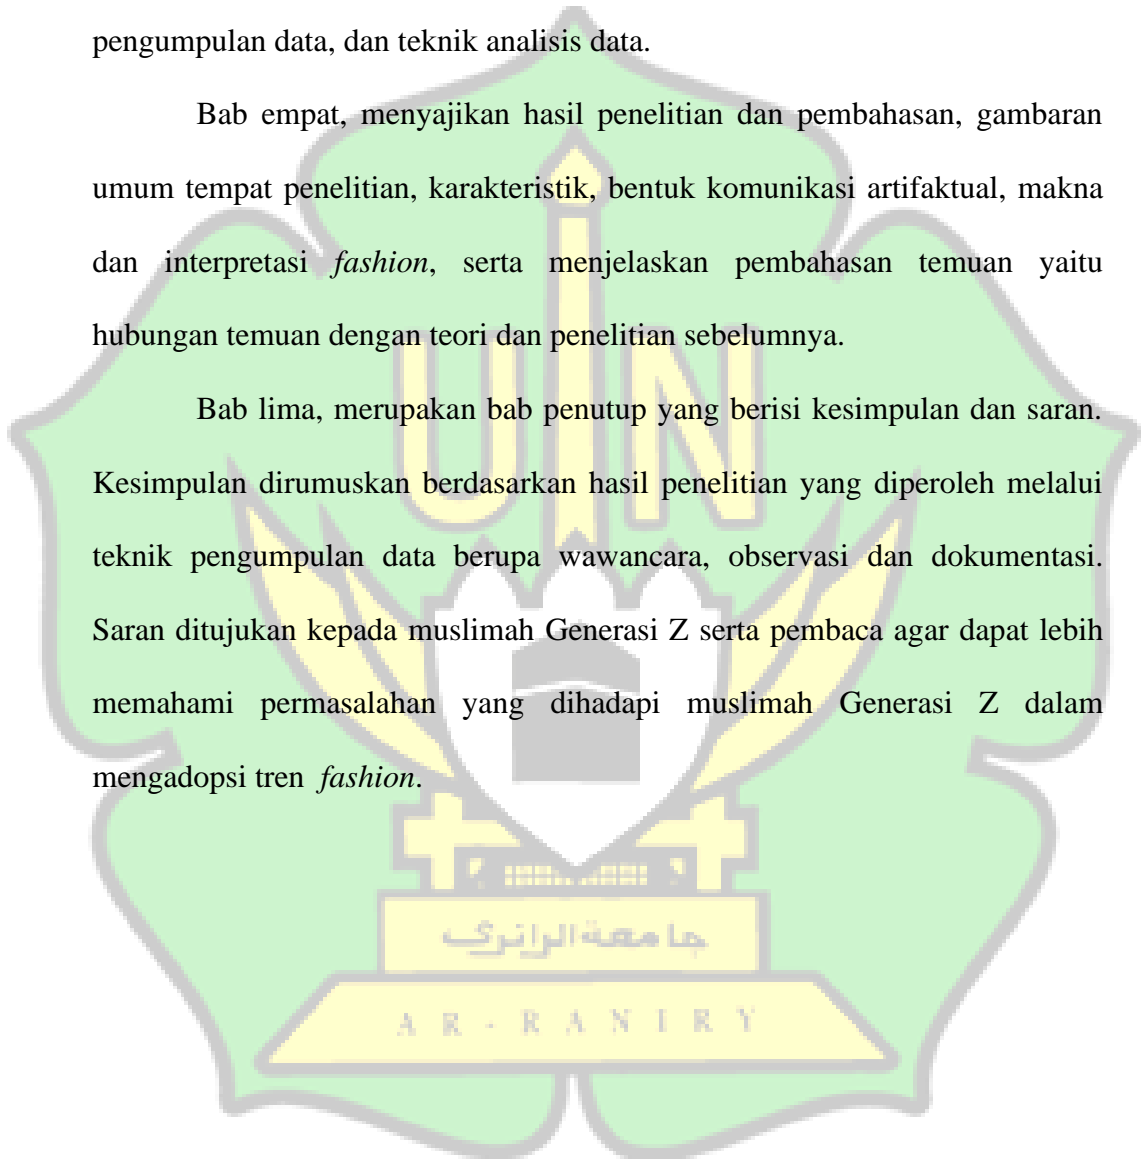 pengumpulan data, dan teknik analisis data.
Bab empat, menyajikan hasil penelitian dan pembahasan, gambaran
umum tempat penelitian, karakteristik, bentuk komunikasi artifaktual, makna
dan interpretasi fashion, serta menjelaskan pembahasan temuan yaitu
hubungan temuan dengan teori dan penelitian sebelumnya.
Bab lima, merupakan bab penutup yang berisi kesimpulan dan saran.
Kesimpulan dirumuskan berdasarkan hasil penelitian yang diperoleh melalui
teknik pengumpulan data berupa wawancara, observasi dan dokumentasi.
Saran ditujukan kepada muslimah Generasi Z serta pembaca agar dapat lebih
memahami permasalahan yang dihadapi muslimah Generasi Z dalam
mengadopsi tren fashion.
UIN
جامعة الرانري
AR-RANIRY